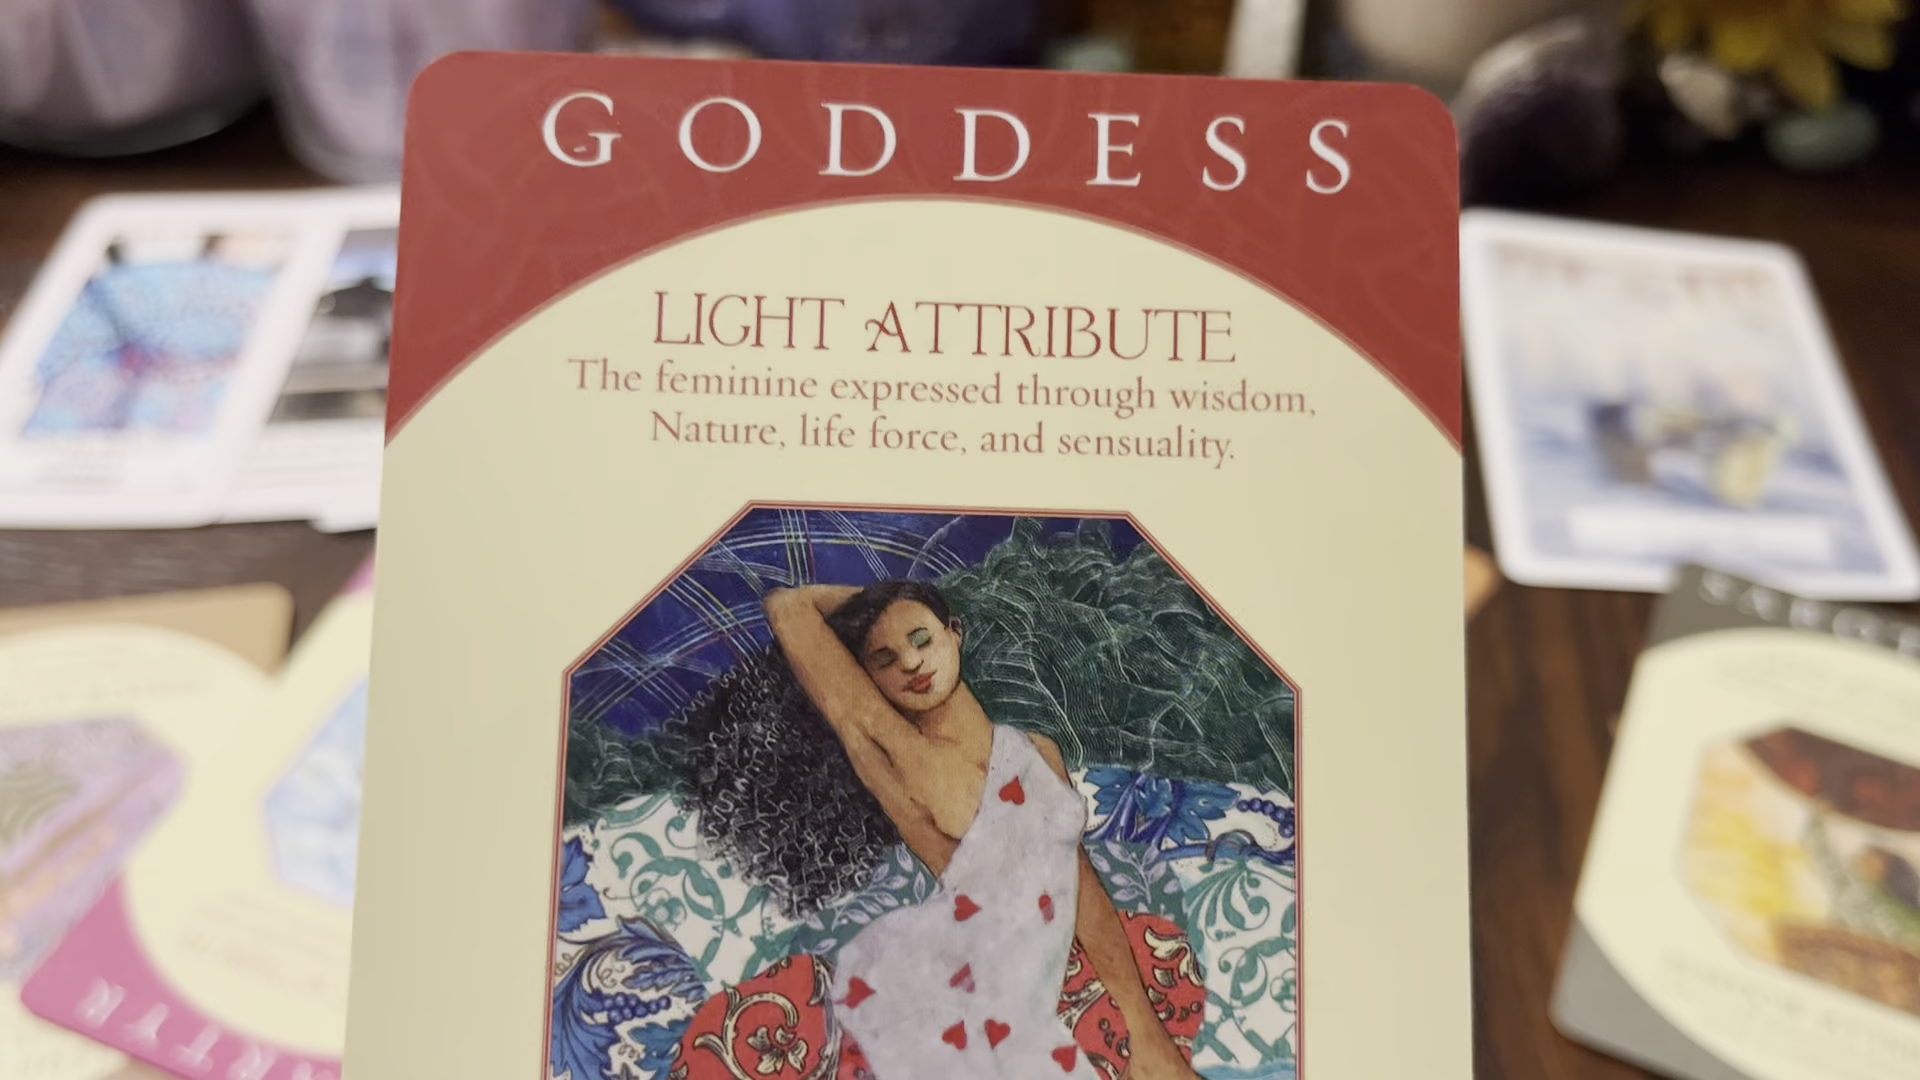 GODDESS
LIGHT ATTRIBUTE
The feminine expressed through wisdom,
Nature, life force, and sensuality.